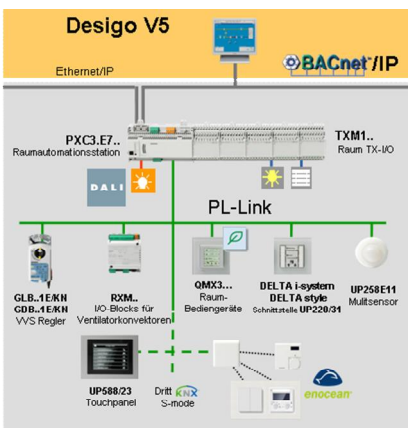 Desigo V5
BACnet/IP
Ethernet/IP
PXC3.E7..
Raumautomationsstation
TXM1..
Raum TX-I/O
DALI
PL-Link
GLB..1E/KN
GDB..1E/KN
VVS Regler
RXM..
I/O-Blocks für
Ventilatorkonvektoren
QMX3...
Raum-
Bediengeräte
DELTA i-system
DELTA style
Schnittstelle UP220/31
UP258E11
Mulitsensor
UP588/23
Touchpanel
Dritt KNX
S-mode
enocean